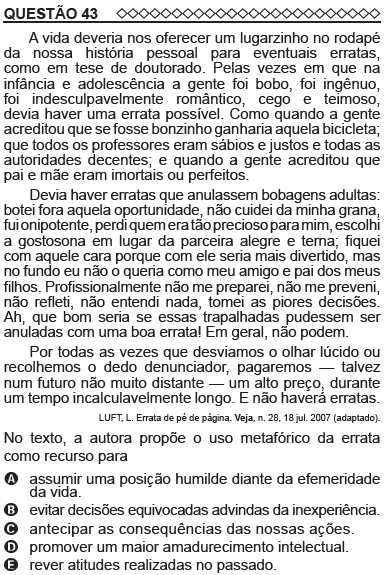 QUESTÃO 43
A vida deveria nos oferecer um lugarzinho no rodapé
da nossa história pessoal para eventuais erratas,
como em tese de doutorado. Pelas vezes em que na
infância e adolescência a gente foi bobo, foi ingênuo,
foi indesculpavelmente romântico, cego e teimoso,
devia haver uma errata possível. Como quando a gente
acreditou que se fosse bonzinho ganharia aquela bicicleta;
que todos os professores eram sábios e justos e todas as
autoridades decentes; e quando a gente acreditou que
pai e mãe eram imortais ou perfeitos.
Devia haver erratas que anulassem bobagens adultas:
botei fora aquela oportunidade, não cuidei da minha grana,
fui onipotente, perdi quem era tão precioso para mim, escolhi
a gostosona em lugar da parceira alegre e terna; fiquei
com aquele cara porque com ele seria mais divertido, mas
no fundo eu não o queria como meu amigo e pai dos meus
filhos. Profissionalmente não me preparei, não me preveni,
não refleti, não entendi nada, tomei as piores decisões.
Ah, que bom seria se essas trapalhadas pudessem ser
anuladas com uma boa errata! Em geral, não podem.
Por todas as vezes que desviamos o olhar lúcido ou
recolhemos o dedo denunciador, pagaremos — talvez
num futuro não muito distante — um alto preço, durante
um tempo incalculavelmente longo. E não haverá erratas.
LUFT, L. Errata de pé de página. Veja, n. 28, 18 jul. 2007 (adaptado).
No texto, a autora propõe o uso metafórico da errata
como recurso para
A assumir uma posição humilde diante da efemeridade
da vida.
B evitar decisões equivocadas advindas da inexperiência.
C antecipar as consequências das nossas ações.
D promover um maior amadurecimento intelectual.
E rever atitudes realizadas no passado.